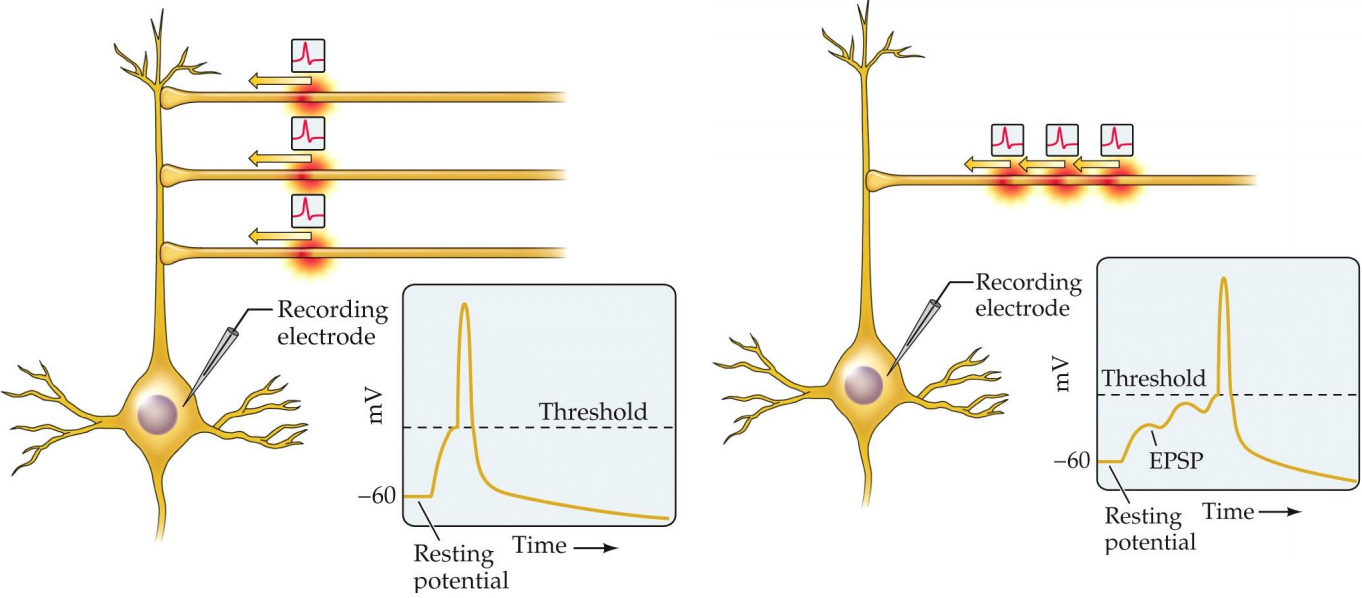 Recording
electrode
mV
Threshold
−60
Resting
potential
Time
Recording
electrode
mV
Threshold
EPSP
−60
Resting
potential
Time